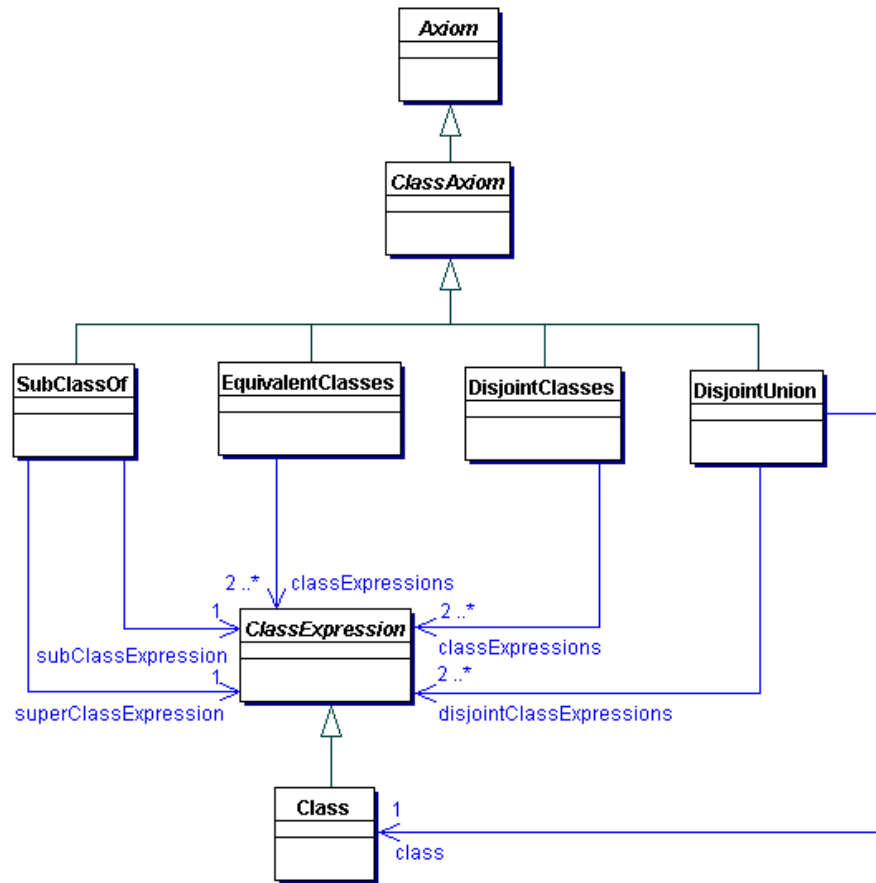 Axiom
ClassAxiom
SubClassOf
EquivalentClasses
DisjointClasses
DisjointUnion
2 ..* classExpressions
1
subClassExpression
1
superClassExpression
ClassExpression
2 ..*
classExpressions
2 ..*
disjointClassExpressions
Class
1
class